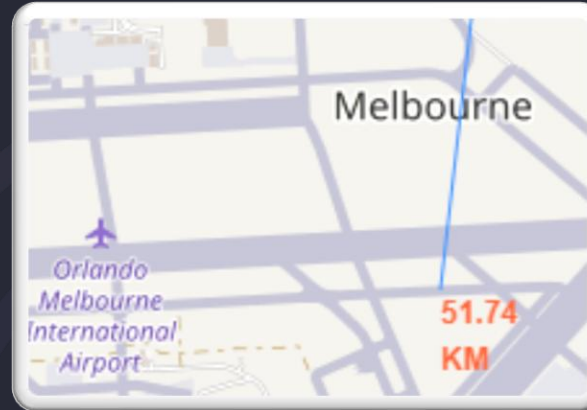 Melbourne
Orlando
Melbourne
International
Airport
51.74
KM